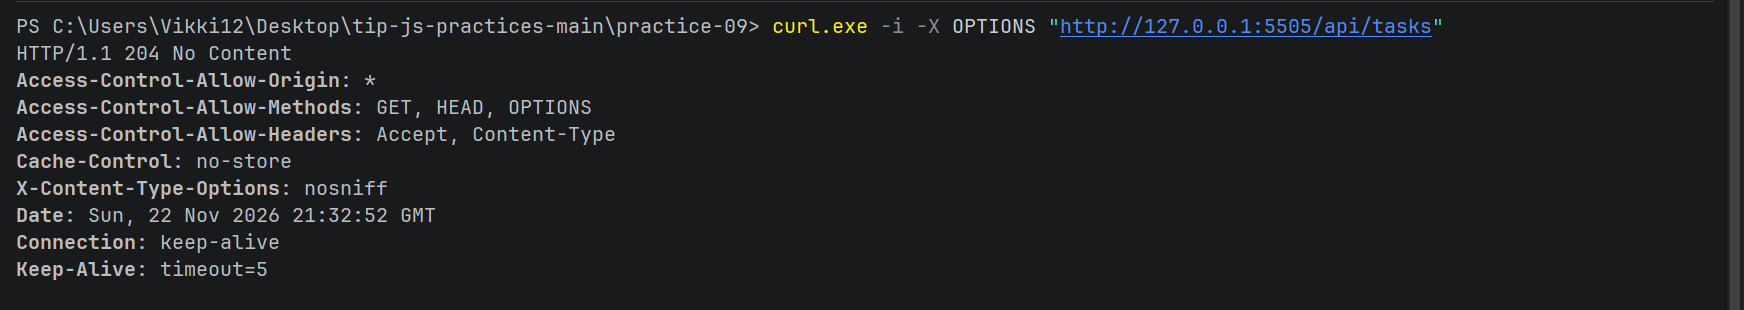 PS C:\Users\Vikki12\Desktop\tip-js-practices-main\practice-09> curl.exe -i -X OPTIONS "http://127.0.0.1:5505/api/tasks"
HTTP/1.1 204 No Content
Access-Control-Allow-Origin: *
Access-Control-Allow-Methods: GET, HEAD, OPTIONS
Access-Control-Allow-Headers: Accept, Content-Type
Cache-Control: no-store
X-Content-Type-Options: nosniff
Date: Sun, 22 Nov 2026 21:32:52 GMT
Connection: keep-alive
Keep-Alive: timeout=5